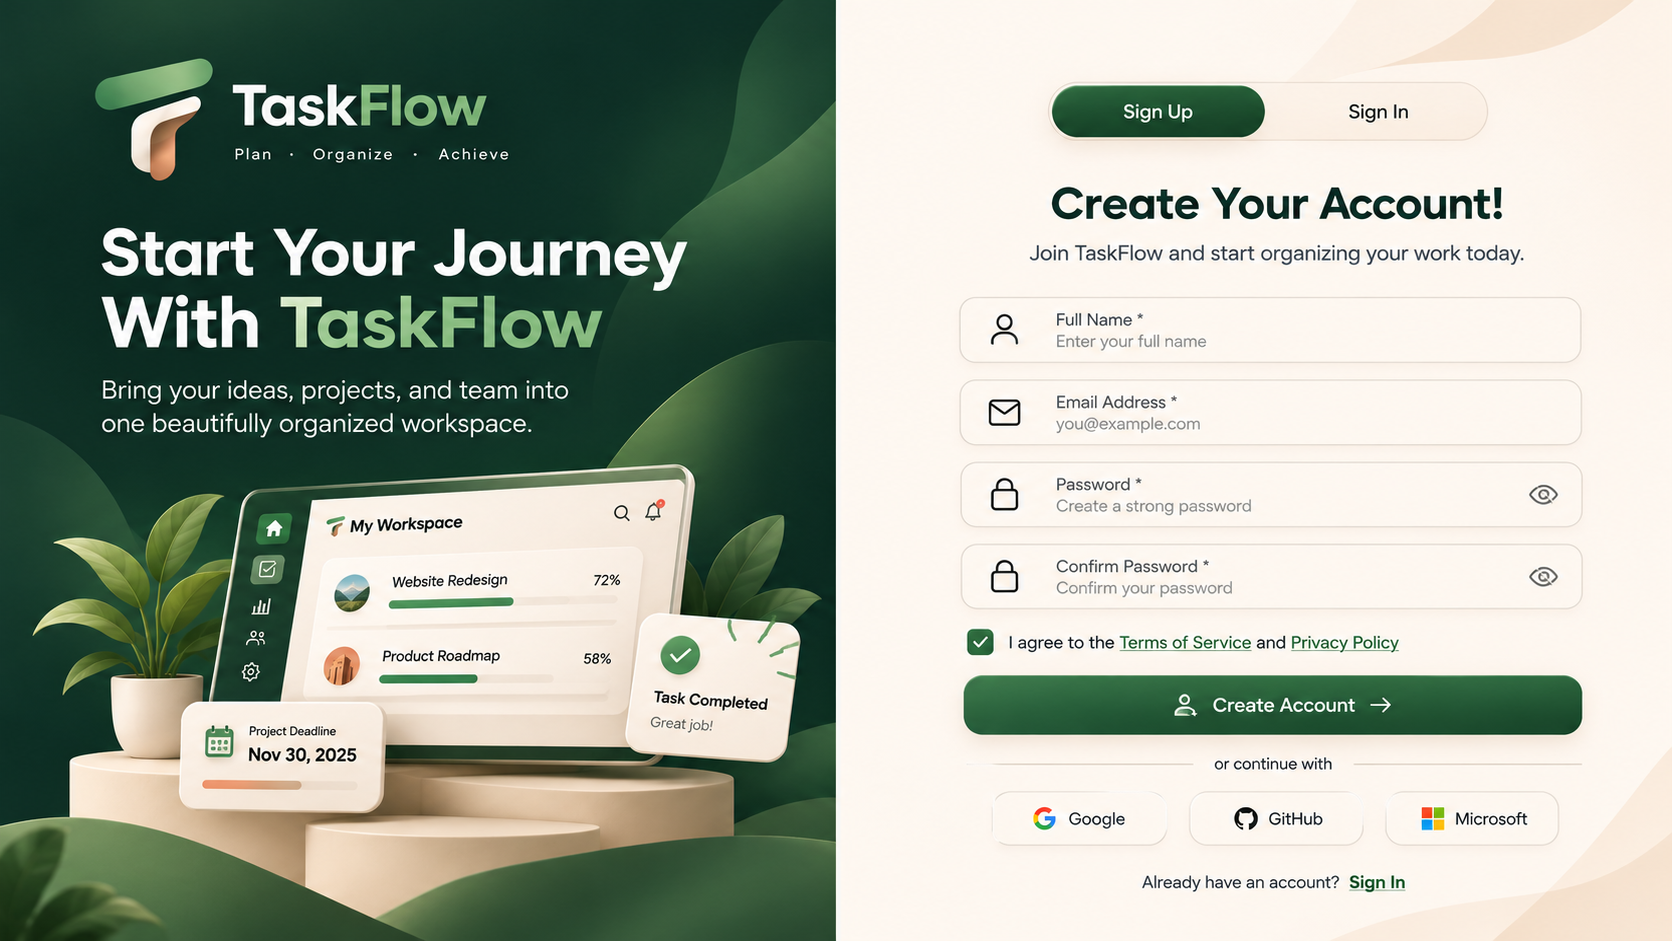 TaskFlow
Plan · Organize · Achieve
Start Your Journey
With TaskFlow
Bring your ideas, projects, and team into
one beautifully organized workspace.
My Workspace
Website Redesign 72%
Product Roadmap 58%
Task Completed
Great job!
Project Deadline
Nov 30, 2025
Sign Up Sign In
Create Your Account!
Join TaskFlow and start organizing your work today.
Full Name *
Enter your full name
Email Address *
you@example.com
Password *
Create a strong password
Confirm Password *
Confirm your password
I agree to the Terms of Service and Privacy Policy
Create Account →
or continue with
Google GitHub Microsoft
Already have an account? Sign In